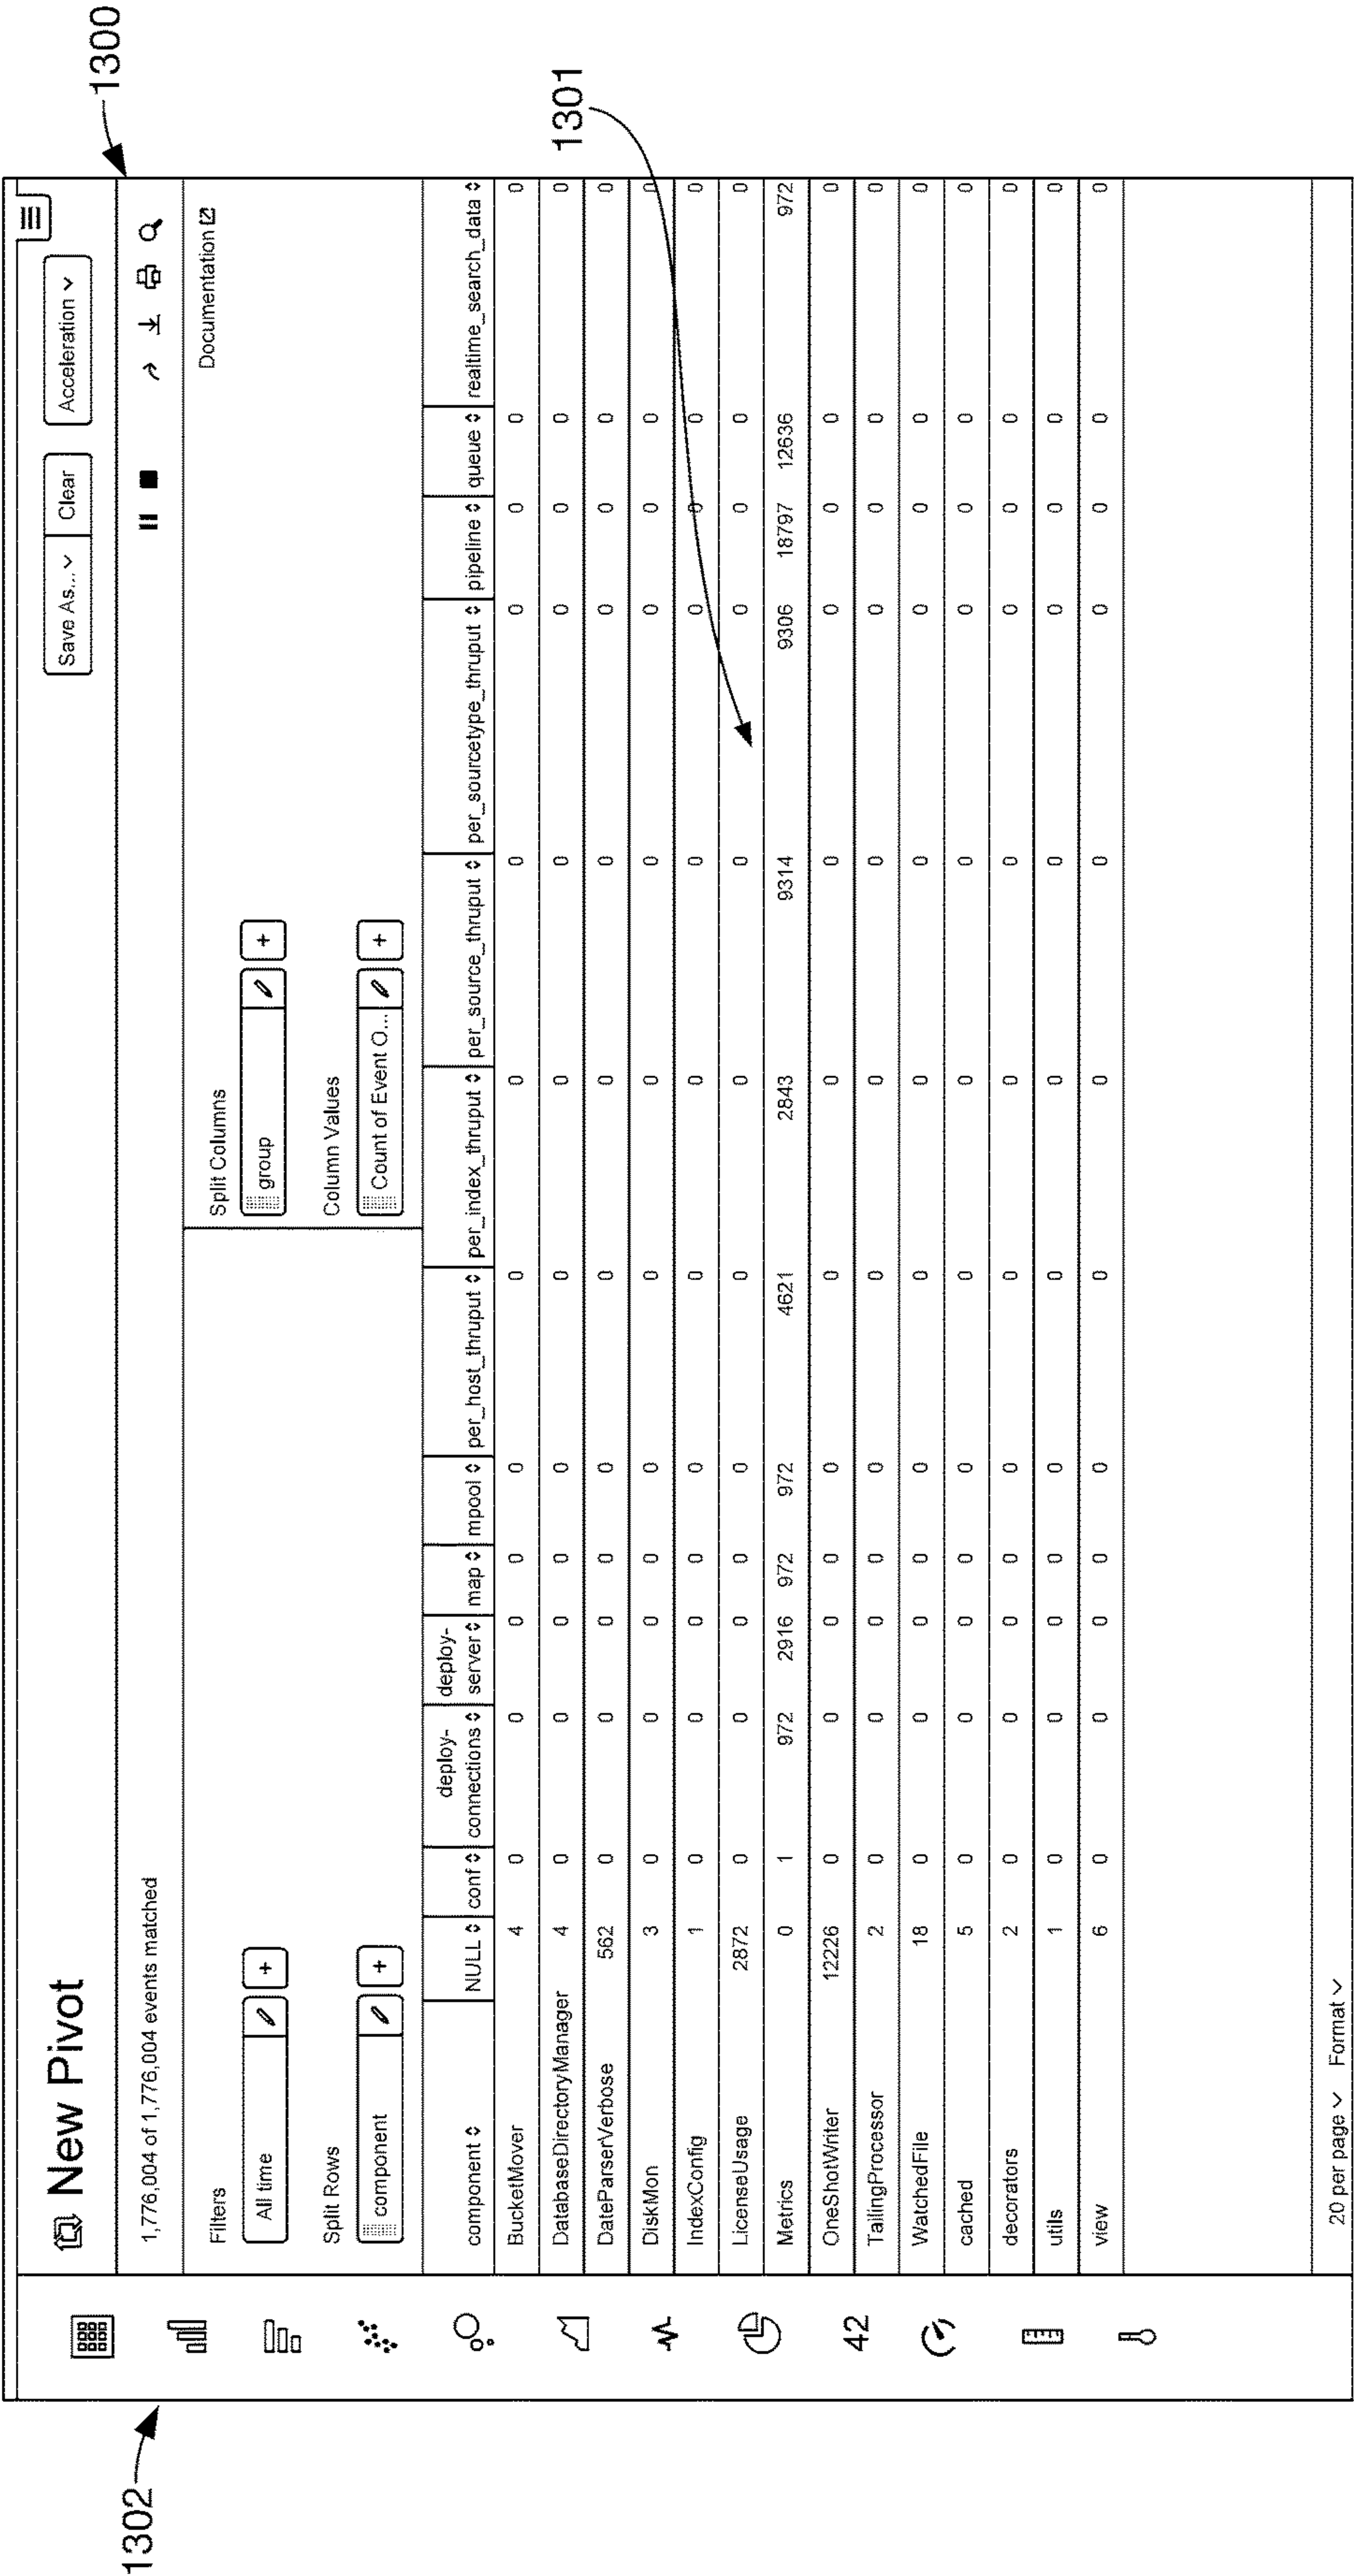 1300
1301
1302
New Pivot
Save As... Clear Acceleration
1,776,004 of 1,776,004 events matched
Documentation
Filters Split Columns
All time + group +
Split Rows Column Values
component + Count of Event O... +
component NULL conf deploy-connections deploy-server map mpool per_host_thruput per_index_thruput per_source_thruput per_sourcetype_thruput pipeline queue realtime_search_data
BucketMover 4 0 0 0 0 0 0 0 0 0 0 0 0
DatabaseDirectoryManager 4 0 0 0 0 0 0 0 0 0 0 0 0
DateParserVerbose 562 0 0 0 0 0 0 0 0 0 0 0 0
DiskMon 3 0 0 0 0 0 0 0 0 0 0 0 0
IndexConfig 1 0 0 0 0 0 0 0 0 0 0 0 0
LicenseUsage 2872 0 0 0 0 0 0 0 0 0 0 0 0
Metrics 0 1 972 2916 972 972 4621 2843 9314 9306 18797 12636 972
OneShotWriter 12226 0 0 0 0 0 0 0 0 0 0 0 0
TailingProcessor 2 0 0 0 0 0 0 0 0 0 0 0 0
WatchedFile 18 0 0 0 0 0 0 0 0 0 0 0 0
cached 5 0 0 0 0 0 0 0 0 0 0 0 0
decorators 2 0 0 0 0 0 0 0 0 0 0 0 0
utils 1 0 0 0 0 0 0 0 0 0 0 0 0
view 6 0 0 0 0 0 0 0 0 0 0 0 0
42
20 per page Format